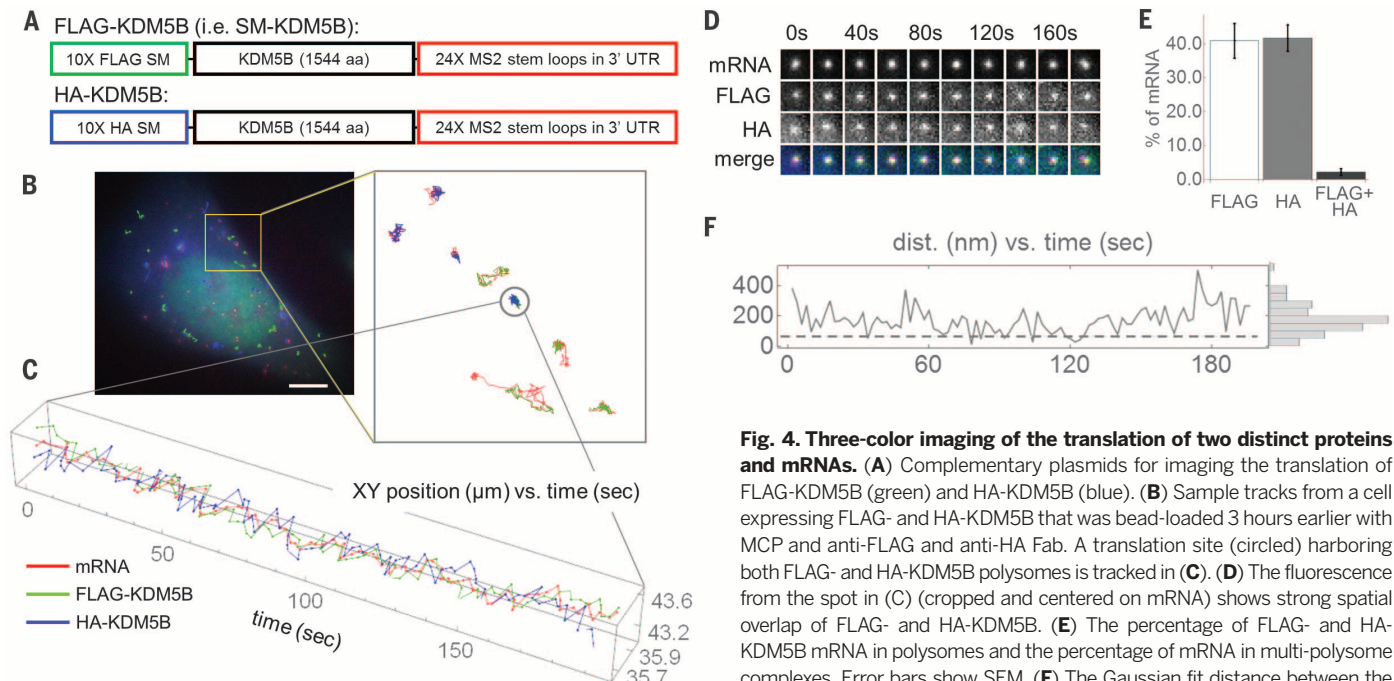 A
FLAG-KDM5B (i.e. SM-KDM5B):
10X FLAG SM
KDM5B (1544 aa)
24X MS2 stem loops in 3' UTR
HA-KDM5B:
10X HA SM
KDM5B (1544 aa)
24X MS2 stem loops in 3' UTR
B
C
XY position (µm) vs. time (sec)
0
50
100
150
time (sec)
43.6
43.2
35.9
35.7
mRNA
FLAG-KDM5B
HA-KDM5B
D
0s 40s 80s 120s 160s
mRNA
FLAG
HA
merge
E
% of mRNA
40.0
30.0
20.0
10.0
0.0
FLAG
HA
FLAG+
HA
F
dist. (nm) vs. time (sec)
400
200
0
0 60 120 180
Fig. 4. Three-color imaging of the translation of two distinct proteins
and mRNAs. (A) Complementary plasmids for imaging the translation of
FLAG-KDM5B (green) and HA-KDM5B (blue). (B) Sample tracks from a cell
expressing FLAG- and HA-KDM5B that was bead-loaded 3 hours earlier with
MCP and anti-FLAG and anti-HA Fab. A translation site (circled) harboring
both FLAG- and HA-KDM5B polysomes is tracked in (C). (D) The fluorescence
from the spot in (C) (cropped and centered on mRNA) shows strong spatial
overlap of FLAG- and HA-KDM5B. (E) The percentage of FLAG- and HA-
KDM5B mRNA in polysomes and the percentage of mRNA in multi-polysome
complexes. Error bars show SEM. (F) The Gaussian fit distance between the